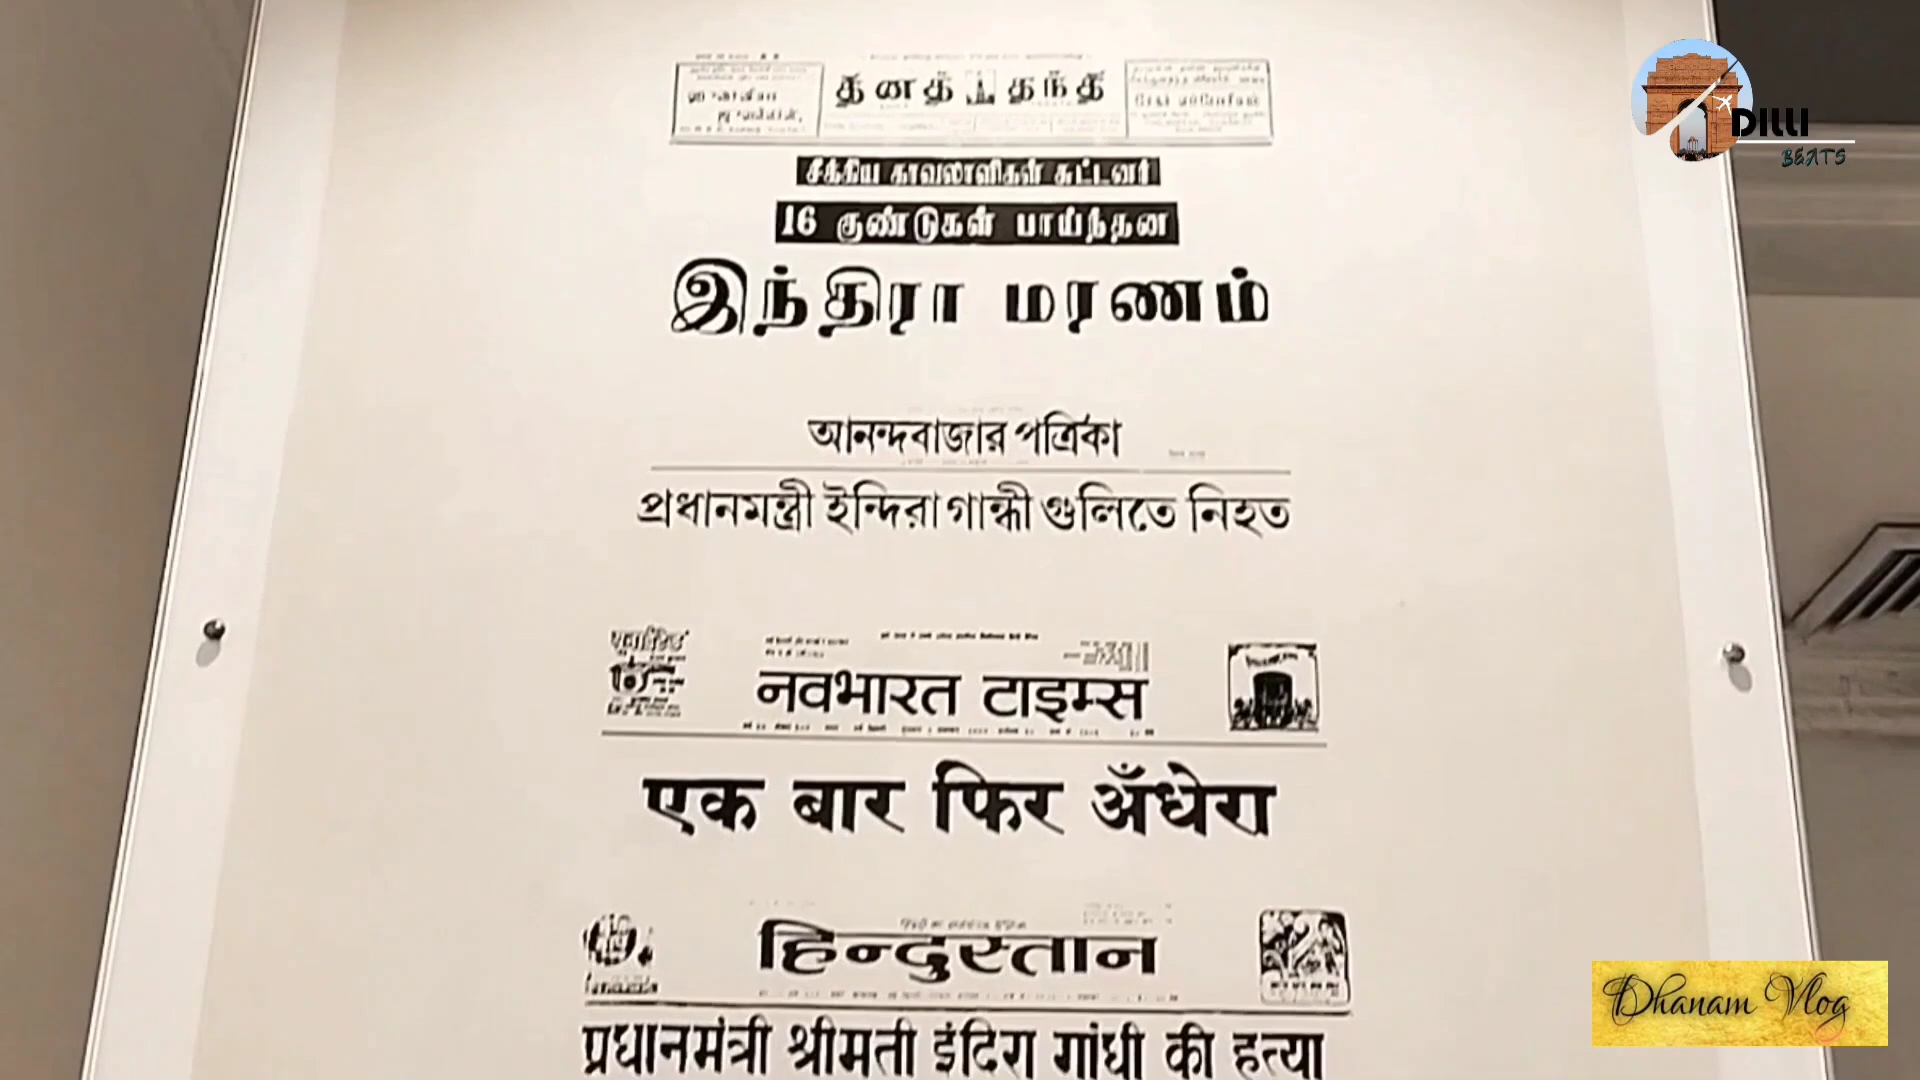 தினத் தந்தி
சீக்கிய காவலாளிகள் சுட்டனர்
16 குண்டுகள் பாய்ந்தன
இந்திரா மரணம்
আনন্দবাজার পত্রিকা
প্রধানমন্ত্রী ইন্দিরা গান্ধী গুলিতে নিহত
नवभारत टाइम्स
एक बार फिर अँधेरा
हिन्दुस्तान
प्रधानमंत्री श्रीमती इंदिरा गांधी की हत्या
DILLI
BEATS
Dhanam Vlog